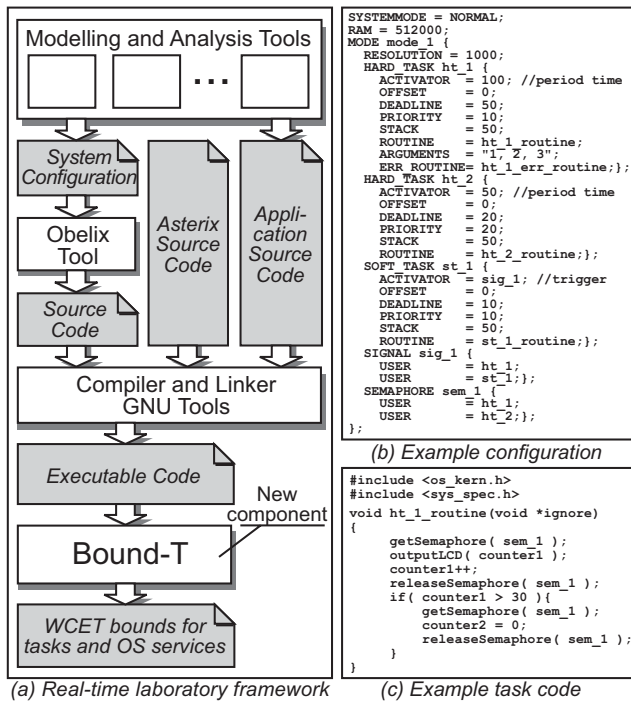 Modelling and Analysis Tools
...
System
Configuration
Obelix
Tool
Source
Code
Asterix
Source
Code
Appli-
cation
Source
Code
Compiler and Linker
GNU Tools
Executable Code
New
component
Bound-T
WCET bounds for
tasks and OS services
(a) Real-time laboratory framework
SYSTEMMODE = NORMAL;
RAM = 512000;
MODE mode_1 {
RESOLUTION = 1000;
HARD_TASK ht_1 {
ACTIVATOR = 100; //period time
OFFSET = 0;
DEADLINE = 50;
PRIORITY = 10;
STACK = 50;
ROUTINE = ht_1_routine;
ARGUMENTS = "1, 2, 3";
ERR_ROUTINE= ht_1_err_routine;};
HARD_TASK ht_2 {
ACTIVATOR = 50; //period time
OFFSET = 0;
DEADLINE = 20;
PRIORITY = 20;
STACK = 50;
ROUTINE = ht_2_routine;};
SOFT_TASK st_1 {
ACTIVATOR = sig_1; //trigger
OFFSET = 0;
DEADLINE = 10;
PRIORITY = 10;
STACK = 50;
ROUTINE = st_1_routine;};
SIGNAL sig_1 {
USER = ht_1;
USER = st_1;};
SEMAPHORE sem_1 {
USER = ht_1;
USER = ht_2;};
};
(b) Example configuration
#include <os_kern.h>
#include <sys_spec.h>
void ht_1_routine(void *ignore)
{
getSemaphore( sem_1 );
outputLCD( counter1 );
counter1++;
releaseSemaphore( sem_1 );
if( counter1 > 30 ){
getSemaphore( sem_1 );
counter2 = 0;
releaseSemaphore( sem_1 );
}
}
(c) Example task code